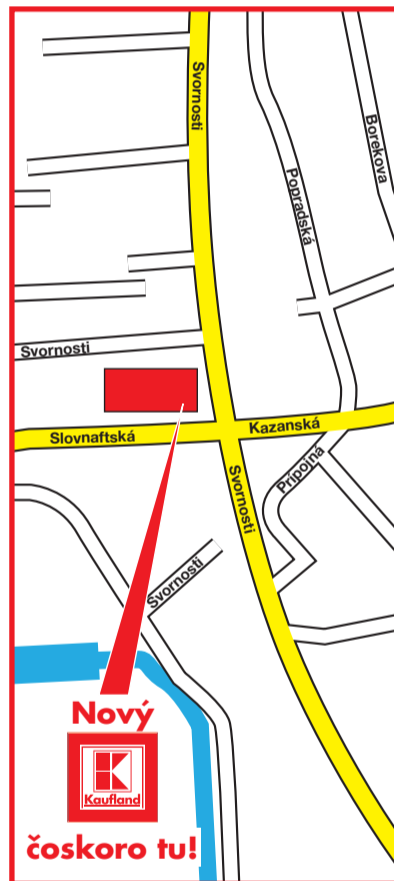 Svornosti
Borekova
Popradská
Svornosti
Slovnaftská
Kazanská
Prípojná
Svornosti
Svornosti
Nový
Kaufland
čoskoro tu!